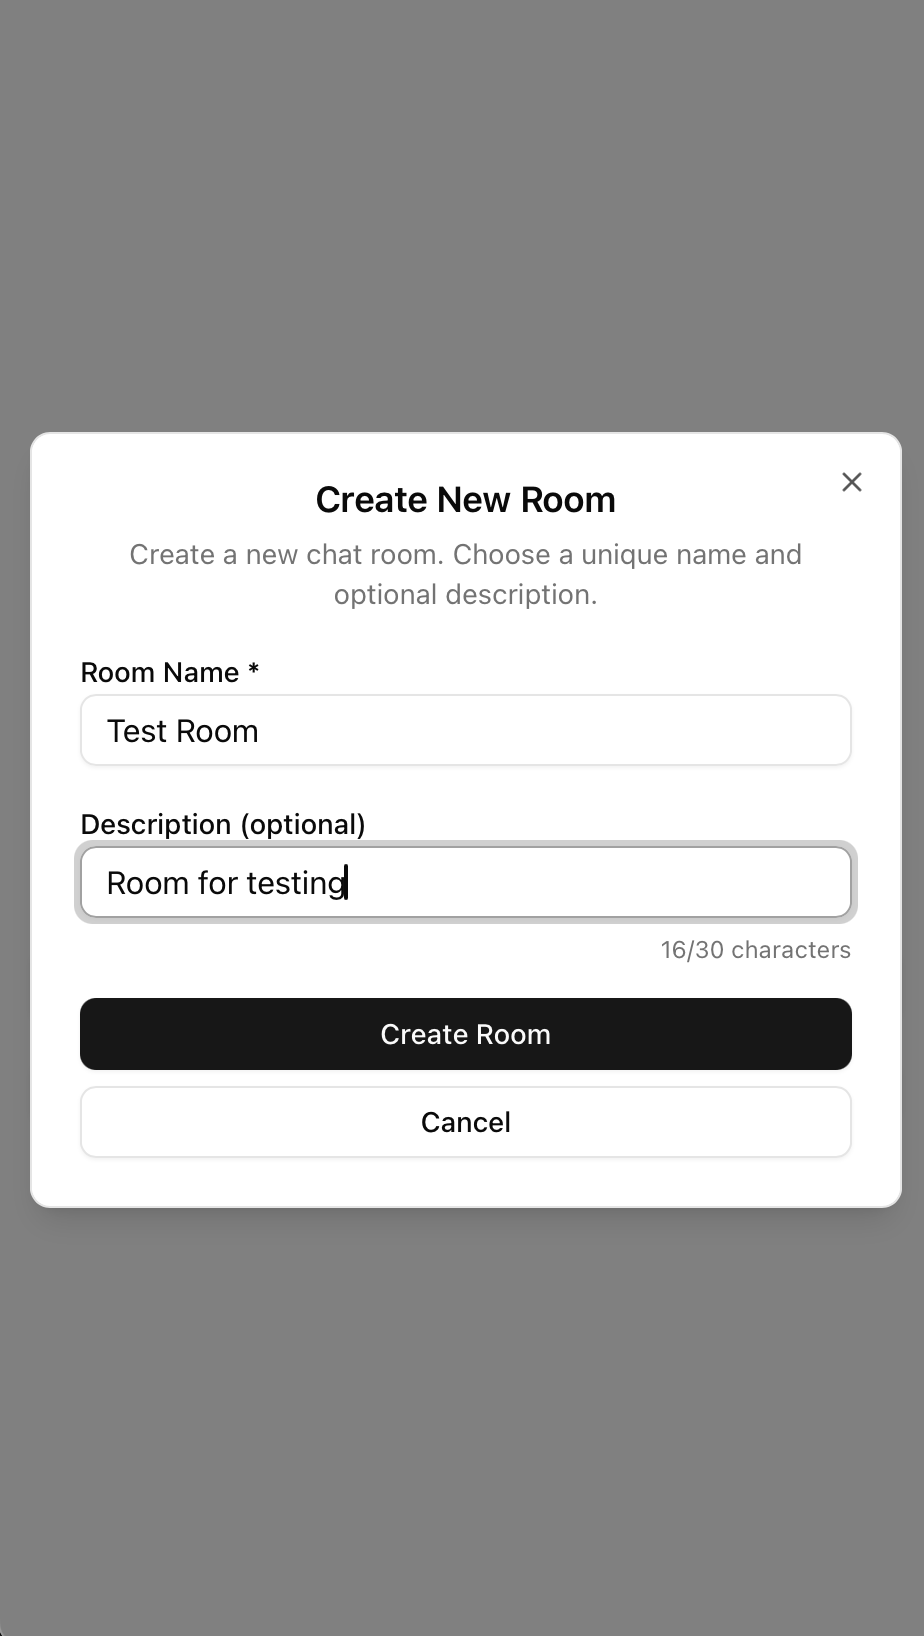 Create New Room
Create a new chat room. Choose a unique name and
optional description.
Room Name *
Test Room
Description (optional)
Room for testing
16/30 characters
Create Room
Cancel